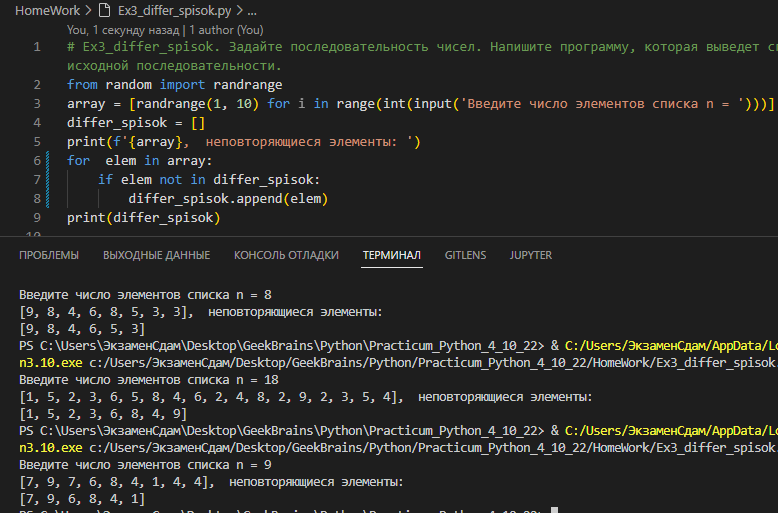 HomeWork > Ex3_differ_spisok.py > ...
You, 1 секунду назад | 1 author (You)
1 # Ex3_differ_spisok. Задайте последовательность чисел. Напишите программу, которая выведет
исходной последовательности.
2 from random import randrange
3 array = [randrange(1, 10) for i in range(int(input('Введите число элементов списка n = ')))]
4 differ_spisok = []
5 print(f'{array},  неповторяющиеся элементы: ')
6 for  elem in array:
7     if elem not in differ_spisok:
8         differ_spisok.append(elem)
9 print(differ_spisok)
10
ПРОБЛЕМЫ ВЫХОДНЫЕ ДАННЫЕ КОНСОЛЬ ОТЛАДКИ ТЕРМИНАЛ GITLENS JUPYTER
Введите число элементов списка n = 8
[9, 8, 4, 6, 8, 5, 3, 3],  неповторяющиеся элементы:
[9, 8, 4, 6, 5, 3]
PS C:\Users\ЭкзаменСдам\Desktop\GeekBrains\Python\Practicum_Python_4_10_22> & C:/Users/ЭкзаменСдам/AppData/Lo
n3.10.exe c:/Users/ЭкзаменСдам/Desktop/GeekBrains/Python/Practicum_Python_4_10_22/HomeWork/Ex3_differ_spisok.
Введите число элементов списка n = 18
[1, 5, 2, 3, 6, 5, 8, 4, 6, 2, 4, 8, 2, 9, 2, 3, 5, 4],  неповторяющиеся элементы:
[1, 5, 2, 3, 6, 8, 4, 9]
PS C:\Users\ЭкзаменСдам\Desktop\GeekBrains\Python\Practicum_Python_4_10_22> & C:/Users/ЭкзаменСдам/AppData/Lo
n3.10.exe c:/Users/ЭкзаменСдам/Desktop/GeekBrains/Python/Practicum_Python_4_10_22/HomeWork/Ex3_differ_spisok.
Введите число элементов списка n = 9
[7, 9, 7, 6, 8, 4, 1, 4, 4],  неповторяющиеся элементы:
[7, 9, 6, 8, 4, 1]